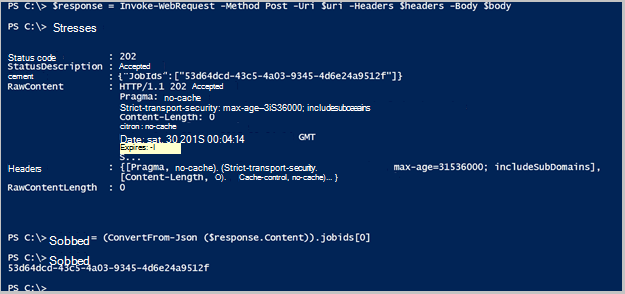 PS C:\> $response = Invoke-WebRequest -Method Post -Uri $uri -Headers $headers -Body $body
PS C:\> Stresses
Status code : 202
StatusDescription : Accepted
cement : {"JobIds":["53d64dcd-43c5-4a03-9345-4d6e24a9512f"]}
RawContent : HTTP/1.1 202 Accepted
Pragma: no-cache
Strict-transport-security: max-age--3iS36000; includesubcæsins
Content-Length: 0
citron : no-cache
Date: sat, 30 201S 00:04:14 GMT
Expires: -l
S...
Headers : {[Pragma, no-cache). (Strict-transport-security. max-age=31536000; includeSubDomains],
[Content-Length, O). Cache-control, no-cache)... }
RawContentLength : 0
PS C:\> Sobbed = (ConvertFrom-Json ($response.Content)).jobids[0]
PS C:\> Sobbed
53d64dcd-43c5-4a03-9345-4d6e24a9512f
PS C:\>